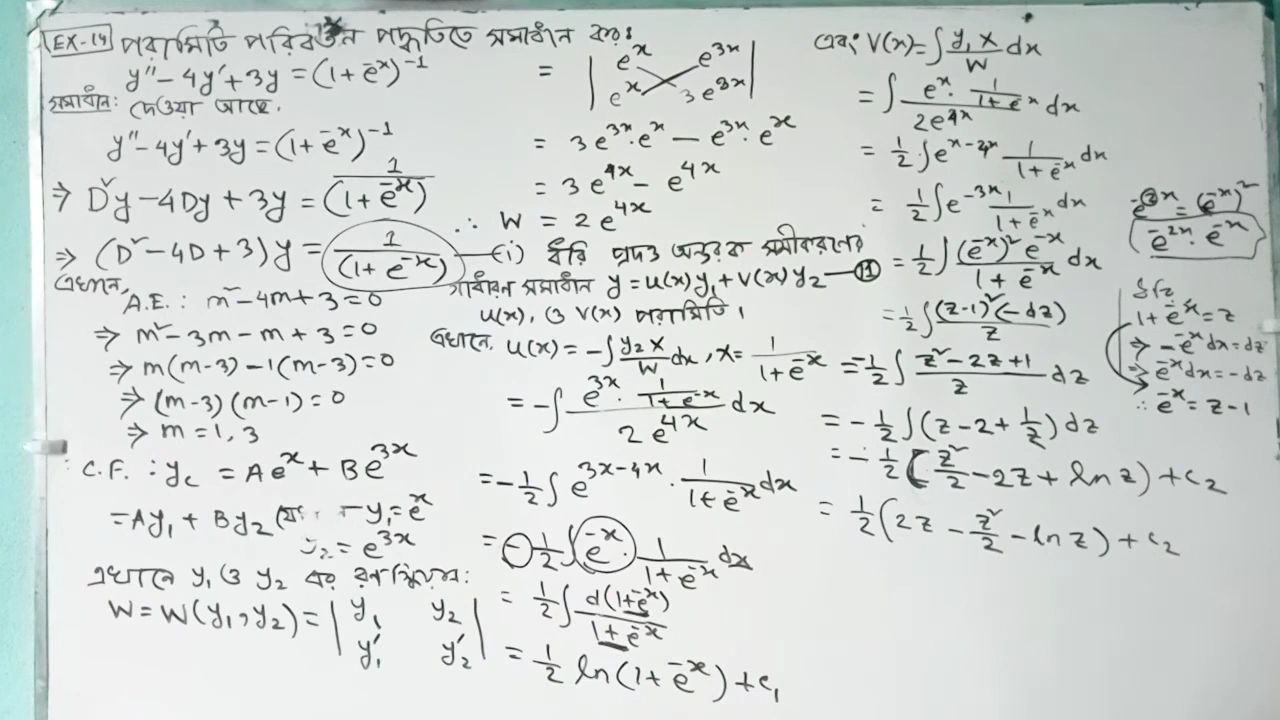 EX-14 পরামিতি পরিবর্তন পদ্ধতিতে সমাধান কর:
y'' - 4y' + 3y = (1 + e^-x)^-1
সমাধান: দেওয়া আছে.
y'' - 4y' + 3y = (1 + e^-x)^-1
⇒ D²y - 4Dy + 3y = 1/(1 + e^-x)
⇒ (D² - 4D + 3)y = 1/(1 + e^-x) —(i)
এখানে,
A.E.: m² - 4m + 3 = 0
⇒ m² - 3m - m + 3 = 0
⇒ m(m-3) - 1(m-3) = 0
⇒ (m-3)(m-1) = 0
⇒ m = 1, 3
C.F.: y_c = Ae^x + Be^3x
= Ay₁ + By₂ y₁ = e^x
y₂ = e^3x
এখানে y₁ ও y₂ এর রনস্কিয়ান:
W = W(y₁, y₂) = | y₁ y₂ |
| y₁' y₂' |
= | e^x e^3x |
| e^x 3e^3x |
= 3e^3x·e^x - e^3x·e^x
= 3e^4x - e^4x
∴ W = 2e^4x
ধরি প্রদত্ত অন্তরক সমীকরণের
সাধারন সমাধান y = u(x)y₁ + v(x)y₂ —(ii)
u(x), ও v(x) পরামিতি।
এখানে, u(x) = -∫ y₂X/W dx, X = 1/(1 + e^-x)
= -∫ (e^3x · 1/(1 + e^-x))/(2e^4x) dx
= -1/2 ∫ e^(3x-4x) · 1/(1 + e^-x) dx
= -1/2 ∫ e^-x · 1/(1 + e^-x) dx
= 1/2 ∫ d(1 + e^-x)/(1 + e^-x)
= 1/2 ln(1 + e^-x) + c₁
এবং V(x) = ∫ y₁X/W dx
= ∫ (e^x · 1/(1 + e^-x))/(2e^4x) dx
= 1/2 ∫ e^(x-4x) 1/(1 + e^-x) dx
= 1/2 ∫ e^-3x 1/(1 + e^-x) dx
= 1/2 ∫ (e^-x)² e^-x/(1 + e^-x) dx
= 1/2 ∫ (z-1)²(-dz)/z
= -1/2 ∫ (z² - 2z + 1)/z dz
= -1/2 ∫ (z - 2 + 1/z) dz
= -1/2 (z²/2 - 2z + ln z) + c₂
= 1/2 (2z - z²/2 - ln z) + c₂
e^-2x = (e^-x)²
e^-2x · e^-x
ধরি
1 + e^-x = z
⇒ -e^-x dx = dz
⇒ e^-x dx = -dz
∴ e^-x = z - 1